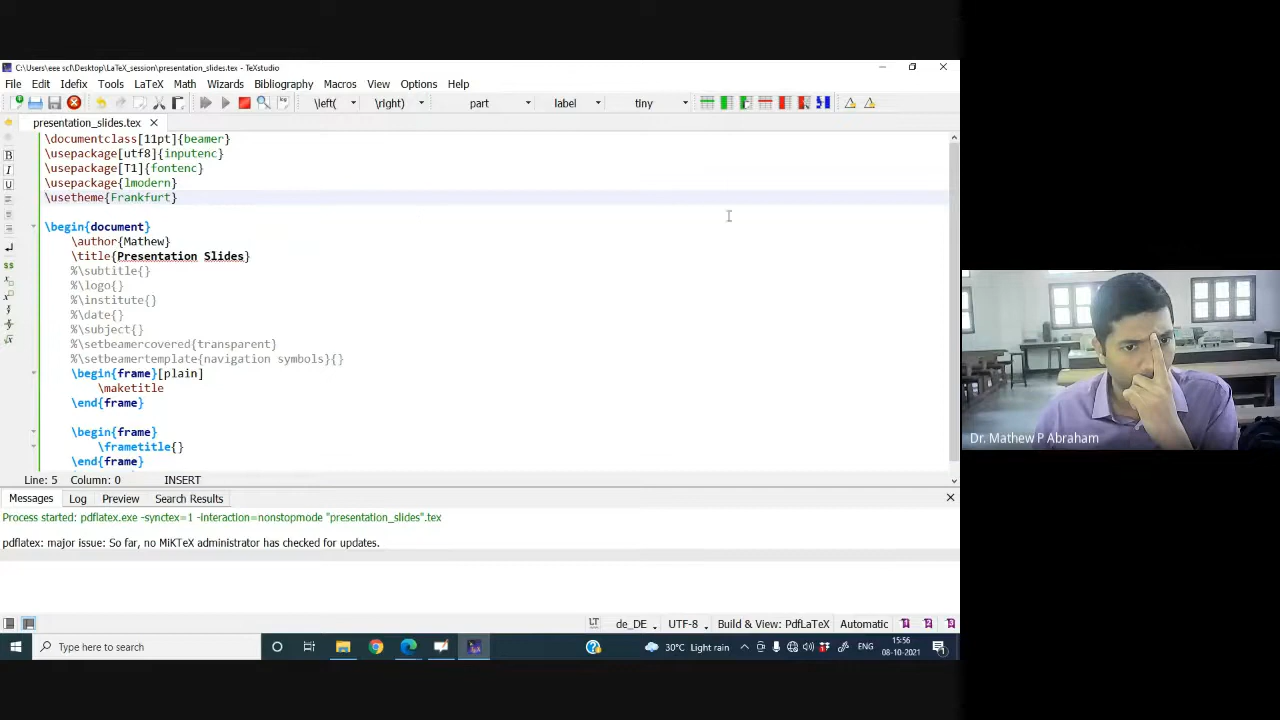 C:\Users\eee scl\Desktop\LaTeX_session\presentation_slides.tex - TeXstudio
File Edit Idefix Tools LaTeX Math Wizards Bibliography Macros View Options Help
\left( \right) part label tiny
presentation_slides.tex
\documentclass[11pt]{beamer}
\usepackage[utf8]{inputenc}
\usepackage[T1]{fontenc}
\usepackage{lmodern}
\usetheme{Frankfurt}
\begin{document}
\author{Mathew}
\title{Presentation Slides}
%\subtitle{}
%\logo{}
%\institute{}
%\date{}
%\subject{}
%\setbeamercovered{transparent}
%\setbeamertemplate{navigation symbols}{}
\begin{frame}[plain]
\maketitle
\end{frame}
\begin{frame}
\frametitle{}
\end{frame}
Line: 5 Column: 0 INSERT
Messages Log Preview Search Results
Process started: pdflatex.exe -synctex=1 -interaction=nonstopmode "presentation_slides".tex
pdflatex: major issue: So far, no MiKTeX administrator has checked for updates.
LT de_DE UTF-8 Build & View: PdfLaTeX Automatic
Type here to search
30°C Light rain ENG
15:56
08-10-2021
Dr. Mathew P Abraham